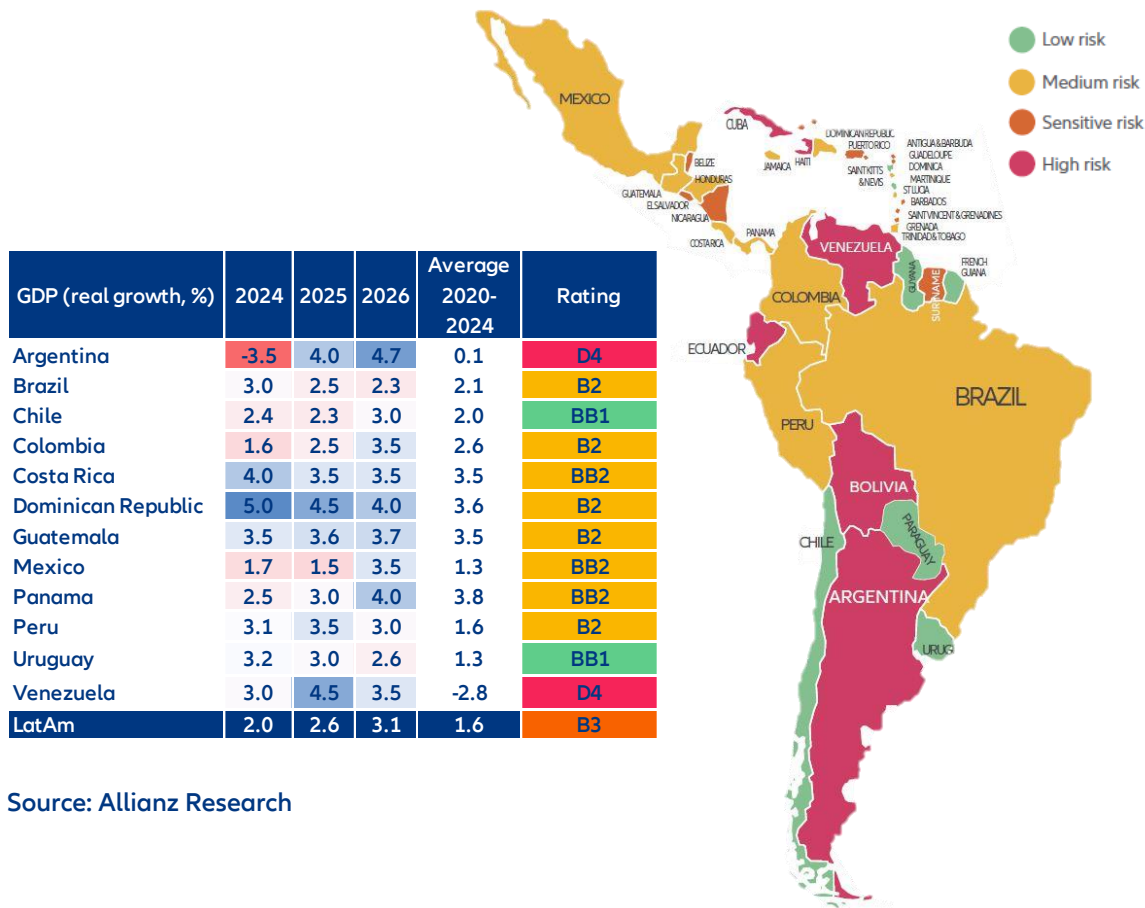 Low risk
Medium risk
Sensitive risk
High risk
MEXICO
CUBA
DOMINICAN REPUBLIC
PUERTO RICO
ANTIGUA & BARBUDA
GUADELOUPE
JAMAICA
HAITI
SAINT KITTS
& NEVIS
DOMINICA
MARTINIQUE
ST LUCIA
BARBADOS
SAINT VINCENT & GRENADINES
GRENADA
TRINIDAD & TOBAGO
BELIZE
HONDURAS
GUATEMALA
EL SALVADOR
NICARAGUA
COSTA RICA
PANAMA
VENEZUELA
GUYANA
SURINAME
FRENCH
GUIANA
COLOMBIA
ECUADOR
BRAZIL
PERU
BOLIVIA
PARAGUAY
CHILE
ARGENTINA
URUG
GDP (real growth, %) 2024 2025 2026 Average 2020-2024 Rating
Argentina -3.5 4.0 4.7 0.1 D4
Brazil 3.0 2.5 2.3 2.1 B2
Chile 2.4 2.3 3.0 2.0 BB1
Colombia 1.6 2.5 3.5 2.6 B2
Costa Rica 4.0 3.5 3.5 3.5 BB2
Dominican Republic 5.0 4.5 4.0 3.6 B2
Guatemala 3.5 3.6 3.7 3.5 B2
Mexico 1.7 1.5 3.5 1.3 BB2
Panama 2.5 3.0 4.0 3.8 BB2
Peru 3.1 3.5 3.0 1.6 B2
Uruguay 3.2 3.0 2.6 1.3 BB1
Venezuela 3.0 4.5 3.5 -2.8 D4
LatAm 2.0 2.6 3.1 1.6 B3
Source: Allianz Research